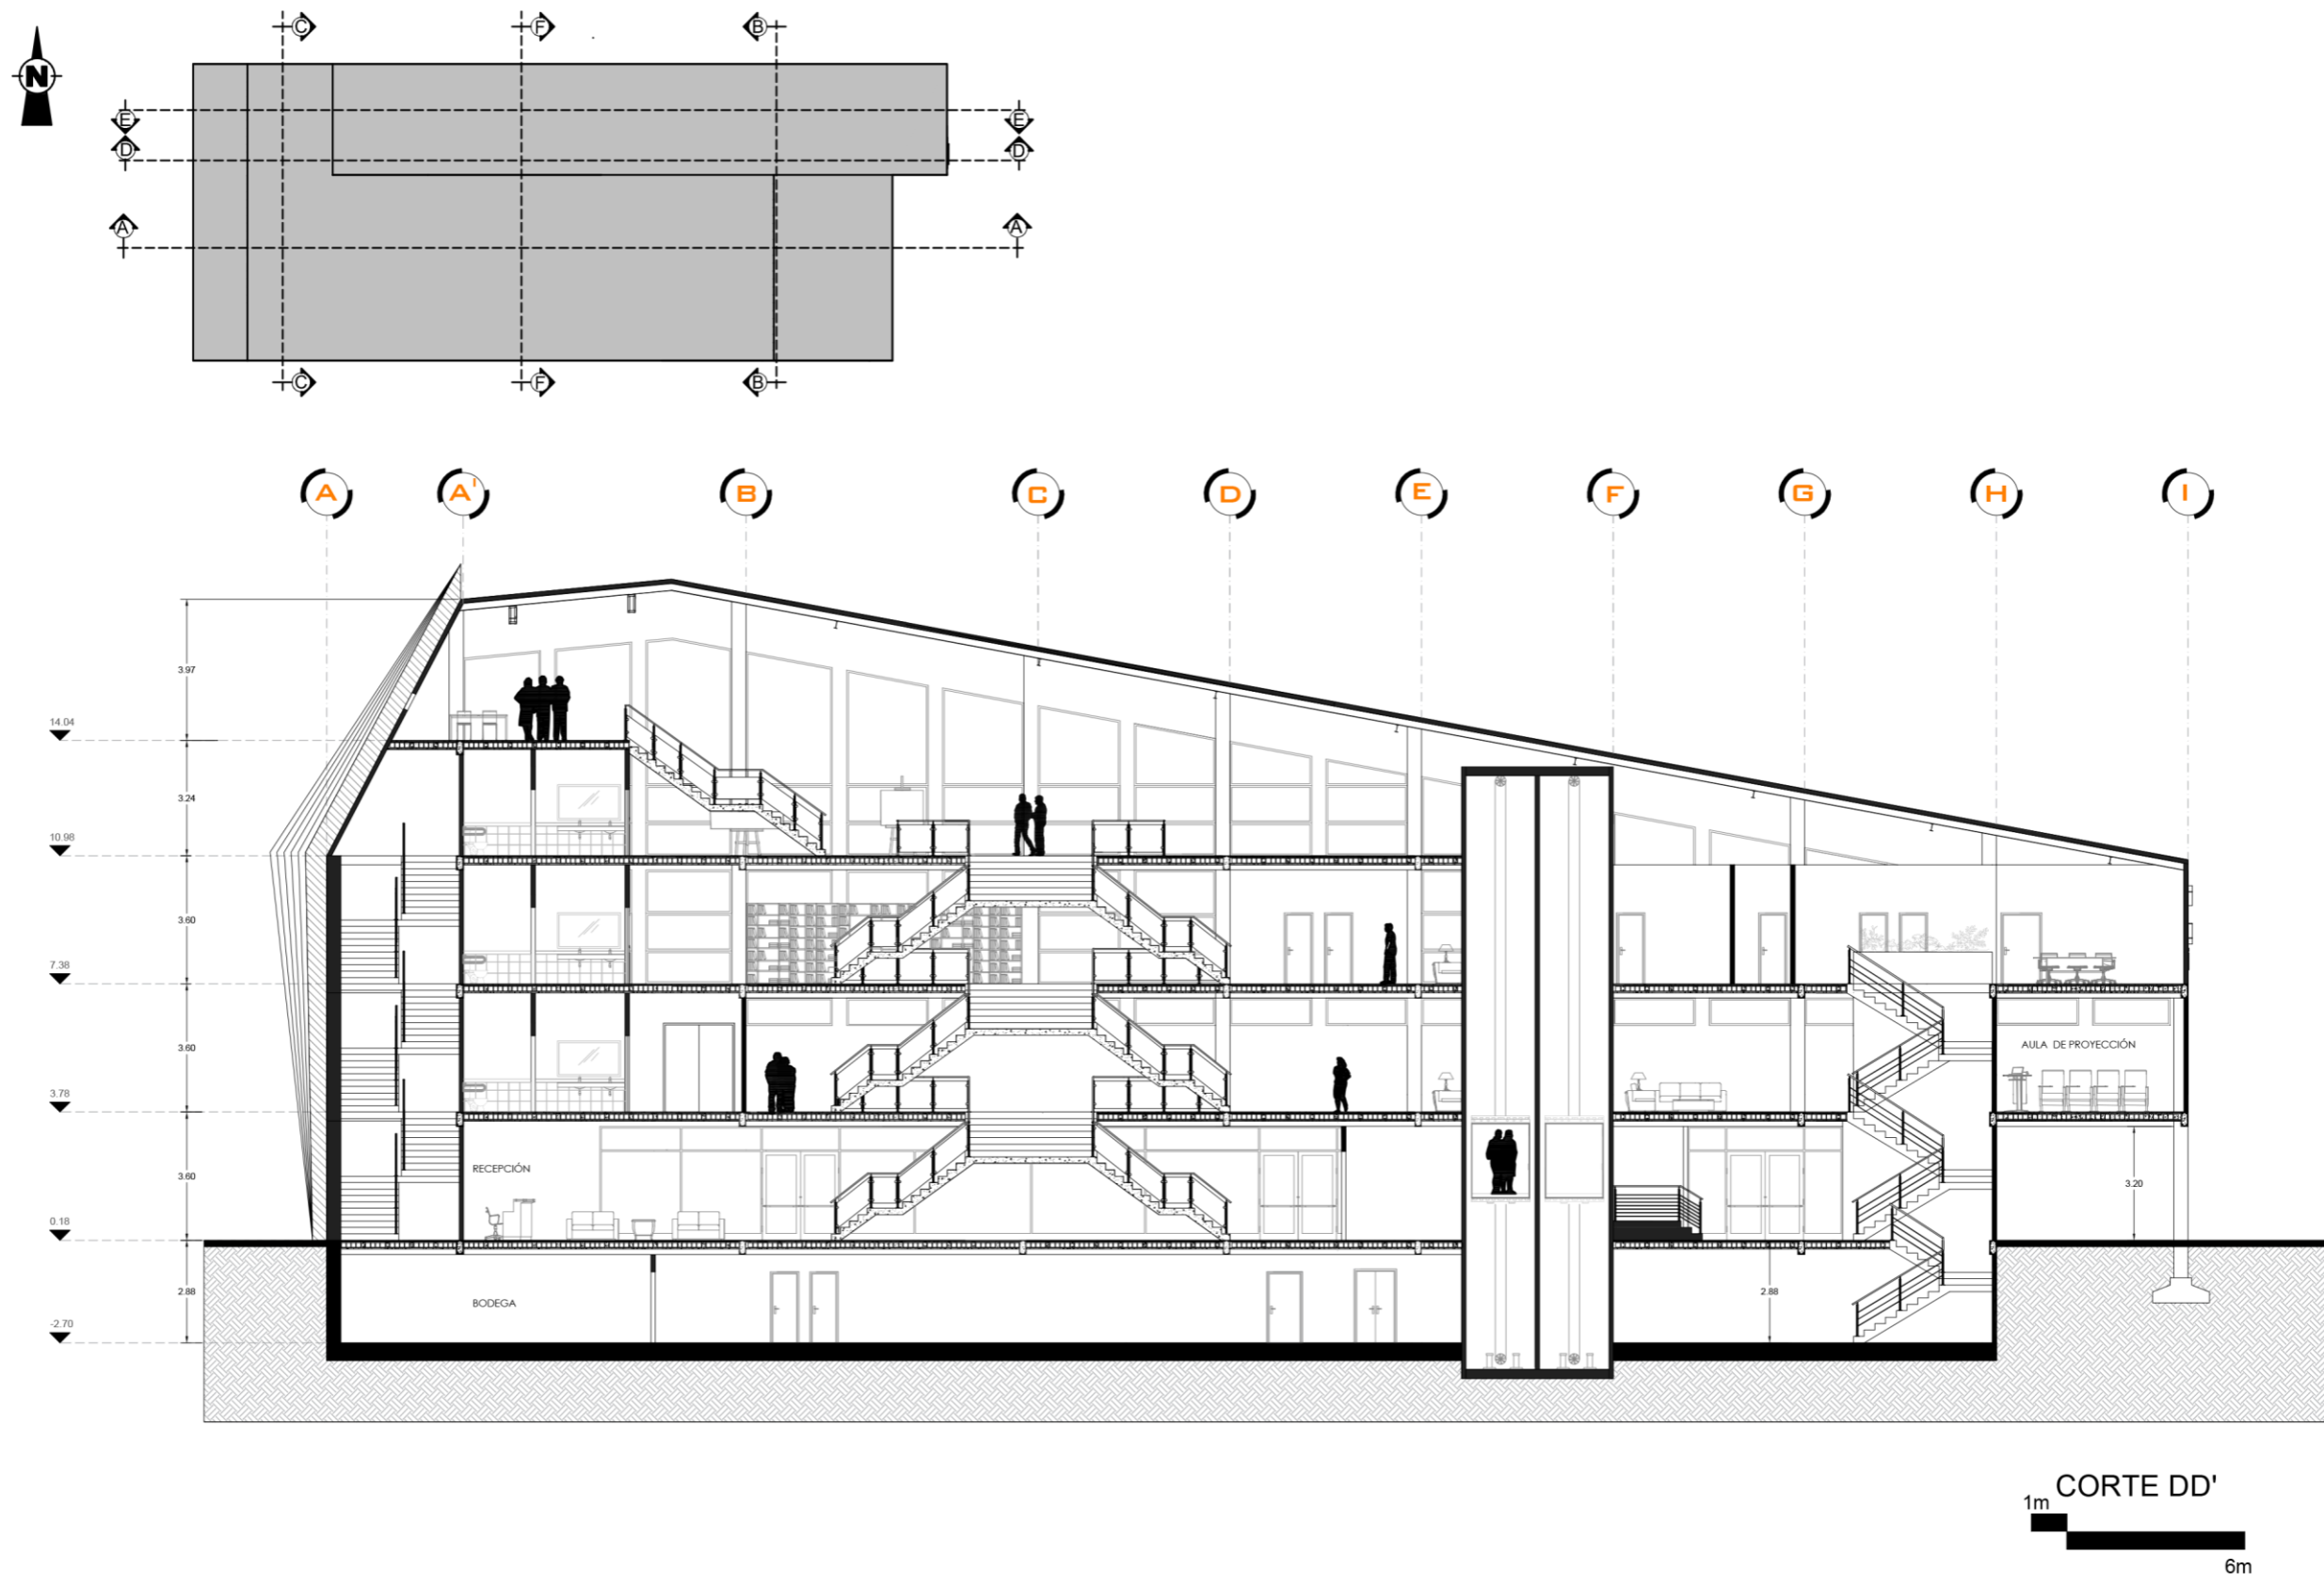 C F B
N
E E
D D
A A
C F B
A A' B C D E F G H I
3.97
14.04
3.24
10.98
3.60
7.38
3.60
AULA DE PROYECCIÓN
3.78
RECEPCIÓN
3.60
3.20
0.18
2.88
2.88
BODEGA
-2.70
CORTE DD'
1m
6m